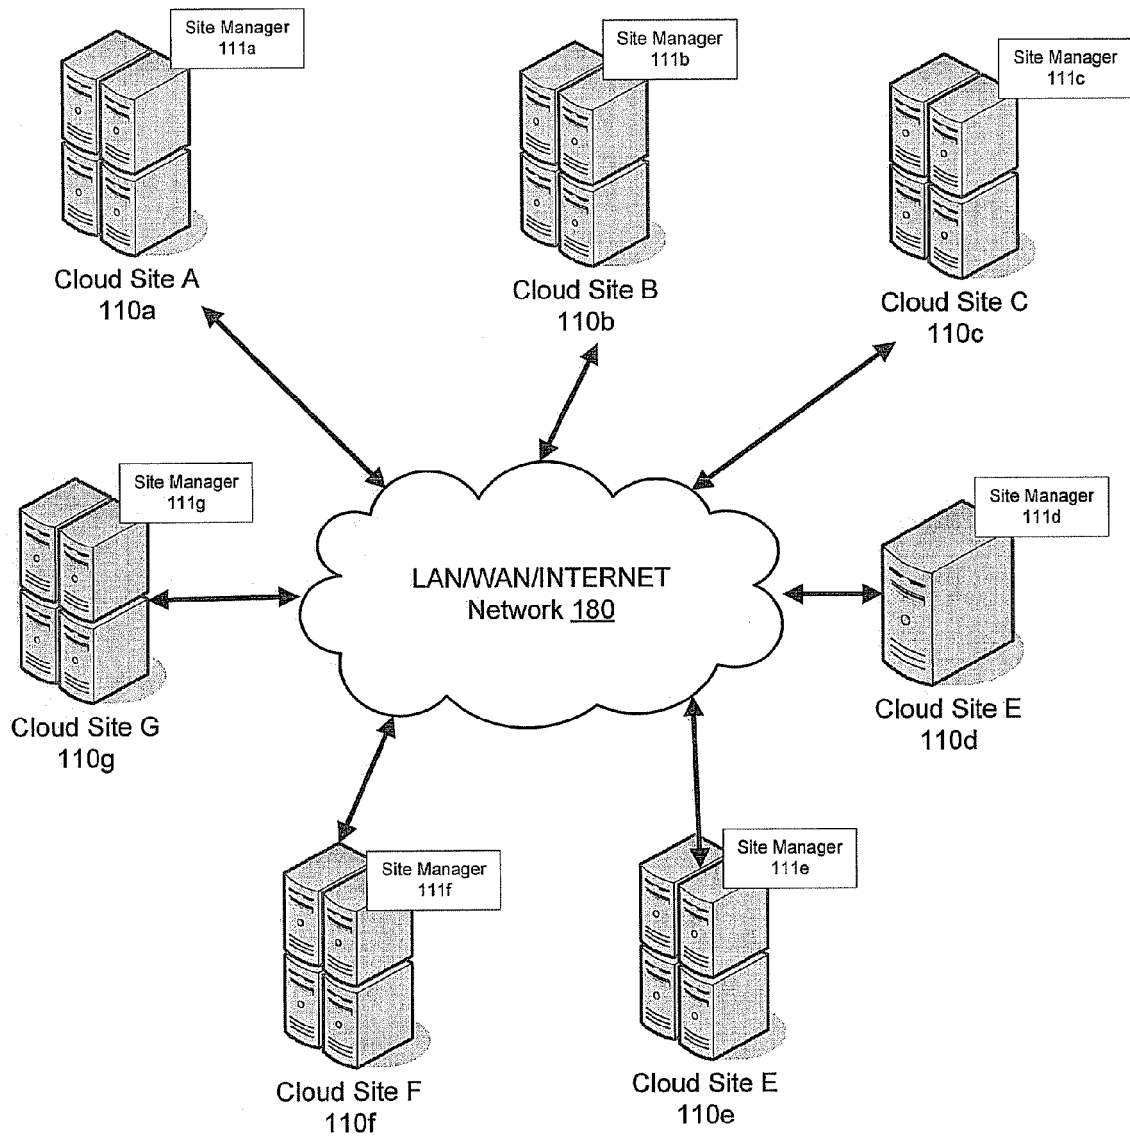 Site Manager
111a
Site Manager
111b
Site Manager
111c
Cloud Site A
110a
Cloud Site B
110b
Cloud Site C
110c
Site Manager
111g
Site Manager
111d
LAN/WAN/INTERNET
Network 180
Cloud Site G
110g
Cloud Site E
110d
Site Manager
111f
Site Manager
111e
Cloud Site F
110f
Cloud Site E
110e